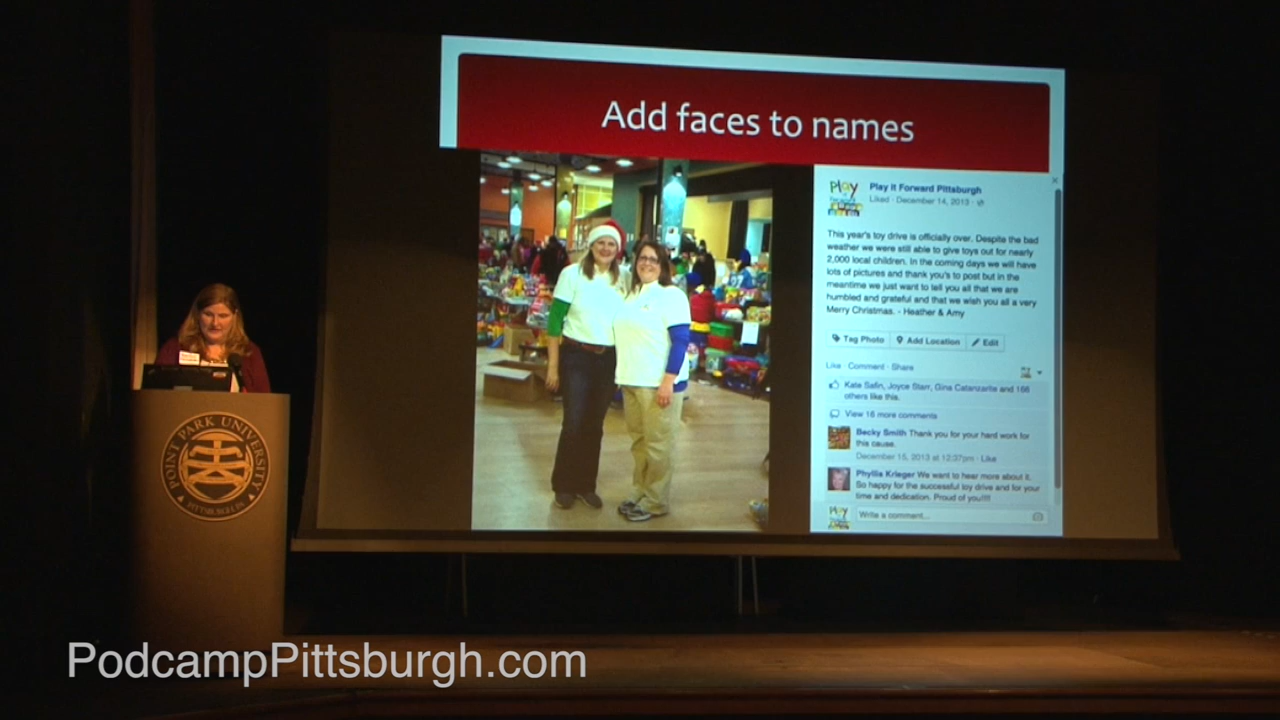 Add faces to names
Play It Forward Pittsburgh
Liked · December 14, 2013 ·
This year's toy drive is officially over. Despite the bad
weather we were still able to give toys out for nearly
2,000 local children. In the coming days we will have
lots of pictures and thank you's to post but in the
meantime we just want to tell you all that we are
humbled and grateful and that we wish you all a very
Merry Christmas. - Heather & Amy
Tag Photo Add Location Edit
Like · Comment · Share
Kate Safin, Joyce Starr, Gina Catanzarite and 166
others like this.
View 16 more comments
Becky Smith Thank you for your hard work for
this cause.
December 15, 2013 at 12:37pm · Like
Phyllis Krieger We want to hear more about it.
So happy for the successful toy drive and for your
time and dedication. Proud of you!!!!
Play
Write a comment...
POINT PARK UNIVERSITY
PITTSBURGH PA
PodcampPittsburgh.com